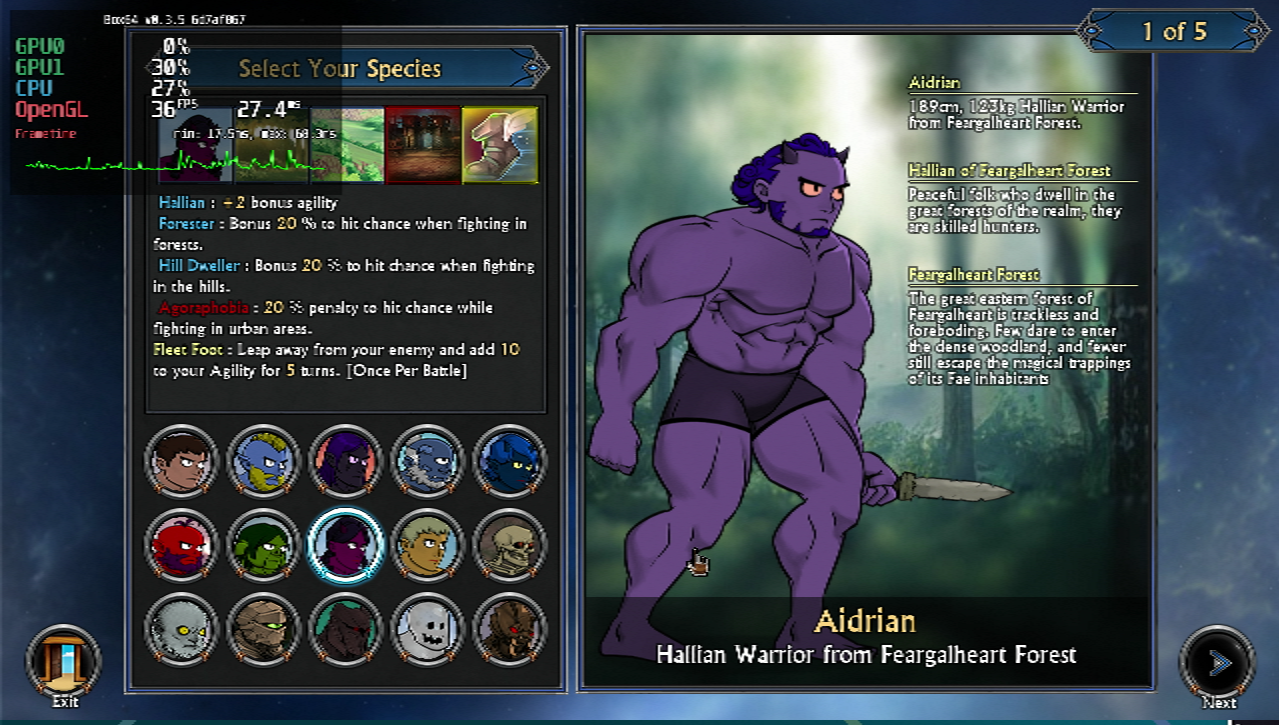 Box64 v0.3.5 6d7af067
GPU0 0%
GPU1 30%
CPU 27%
OpenGL 36 FPS 27.4 ms
Frametime min: 17.5ms, max: 60.3ms
Select Your Species
1 of 5
Hallian : +2 bonus agility
Forester : Bonus 20 % to hit chance when fighting in
forests.
Hill Dweller : Bonus 20 % to hit chance when fighting
in the hills.
Agoraphobia : 20 % penalty to hit chance while
fighting in urban areas.
Fleet Foot : Leap away from your enemy and add 10
to your Agility for 5 turns. [Once Per Battle]
Aidrian
189cm, 123kg Hallian Warrior
from Feargalheart Forest.
Hallian of Feargalheart Forest
Peaceful folk who dwell in the
great forests of the realm, they
are skilled hunters.
Feargalheart Forest
The great eastern forest of
Feargalheart is trackless and
foreboding. Few dare to enter
the dense woodland, and fewer
still escape the magical trappings
of its Fae inhabitants
Aidrian
Hallian Warrior from Feargalheart Forest
Exit
Next